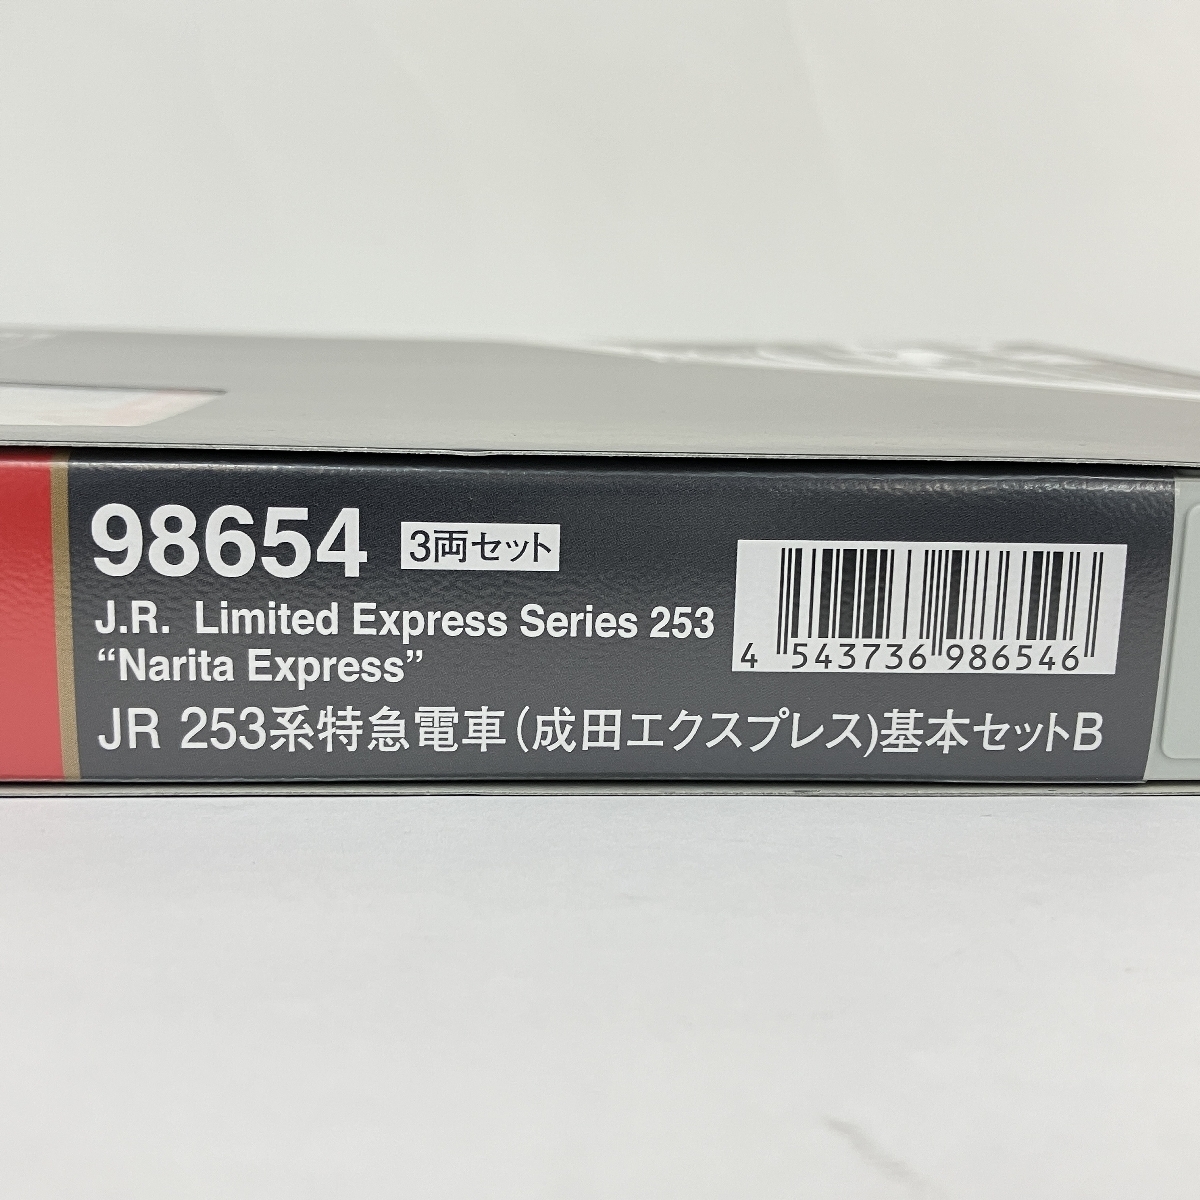 98654 3両セット
J.R. Limited Express Series 253
“Narita Express”
JR 253系特急電車(成田エクスプレス)基本セットB
4 543736 986546